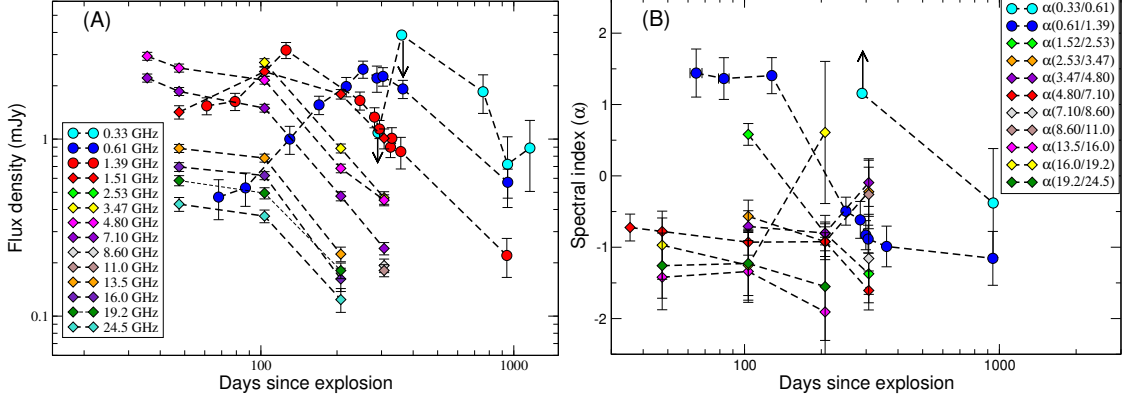 (A)
Flux density (mJy)
1
0.1
100
1000
Days since explosion
0.33 GHz
0.61 GHz
1.39 GHz
1.51 GHz
2.53 GHz
3.47 GHz
4.80 GHz
7.10 GHz
8.60 GHz
11.0 GHz
13.5 GHz
16.0 GHz
19.2 GHz
24.5 GHz
(B)
Spectral index (α)
2
1
0
-1
-2
100
1000
Days since explosion
α(0.33/0.61)
α(0.61/1.39)
α(1.52/2.53)
α(2.53/3.47)
α(3.47/4.80)
α(4.80/7.10)
α(7.10/8.60)
α(8.60/11.0)
α(13.5/16.0)
α(16.0/19.2)
α(19.2/24.5)